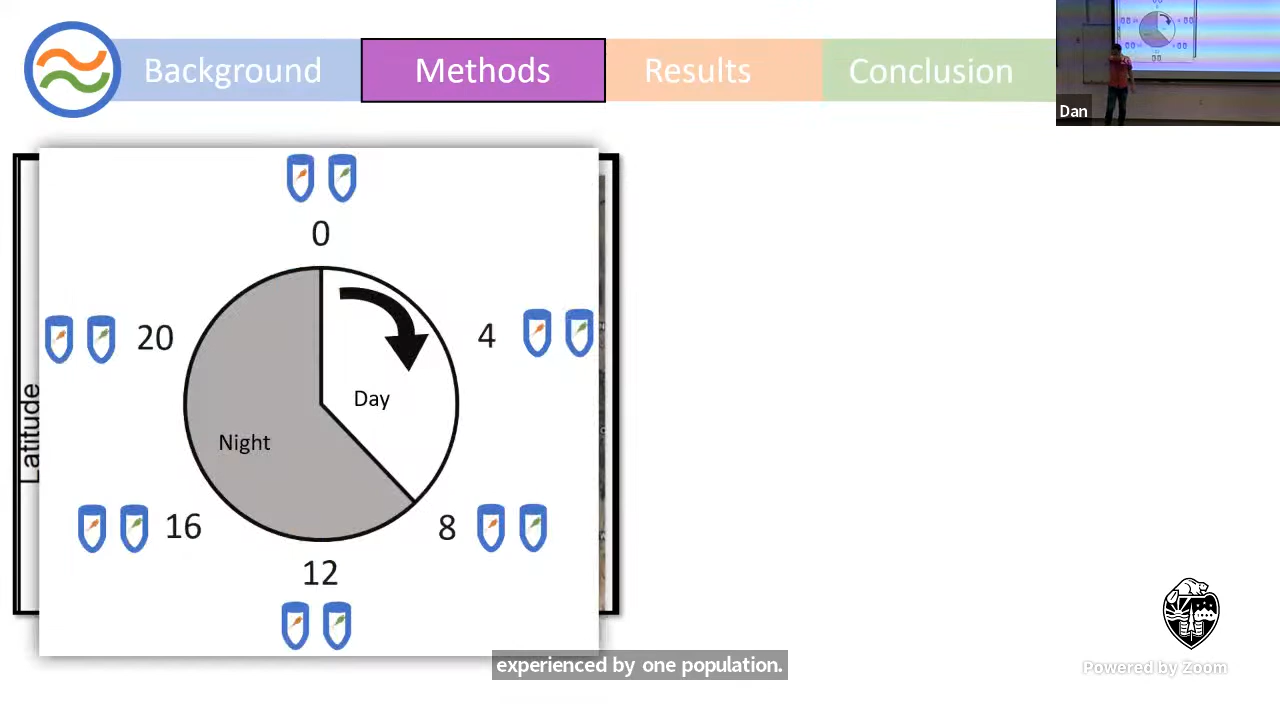 Background
Methods
Results
Conclusion
Dan
0
20
4
Day
Latitude
Night
16
8
12
experienced by one population.
Powered by Zoom